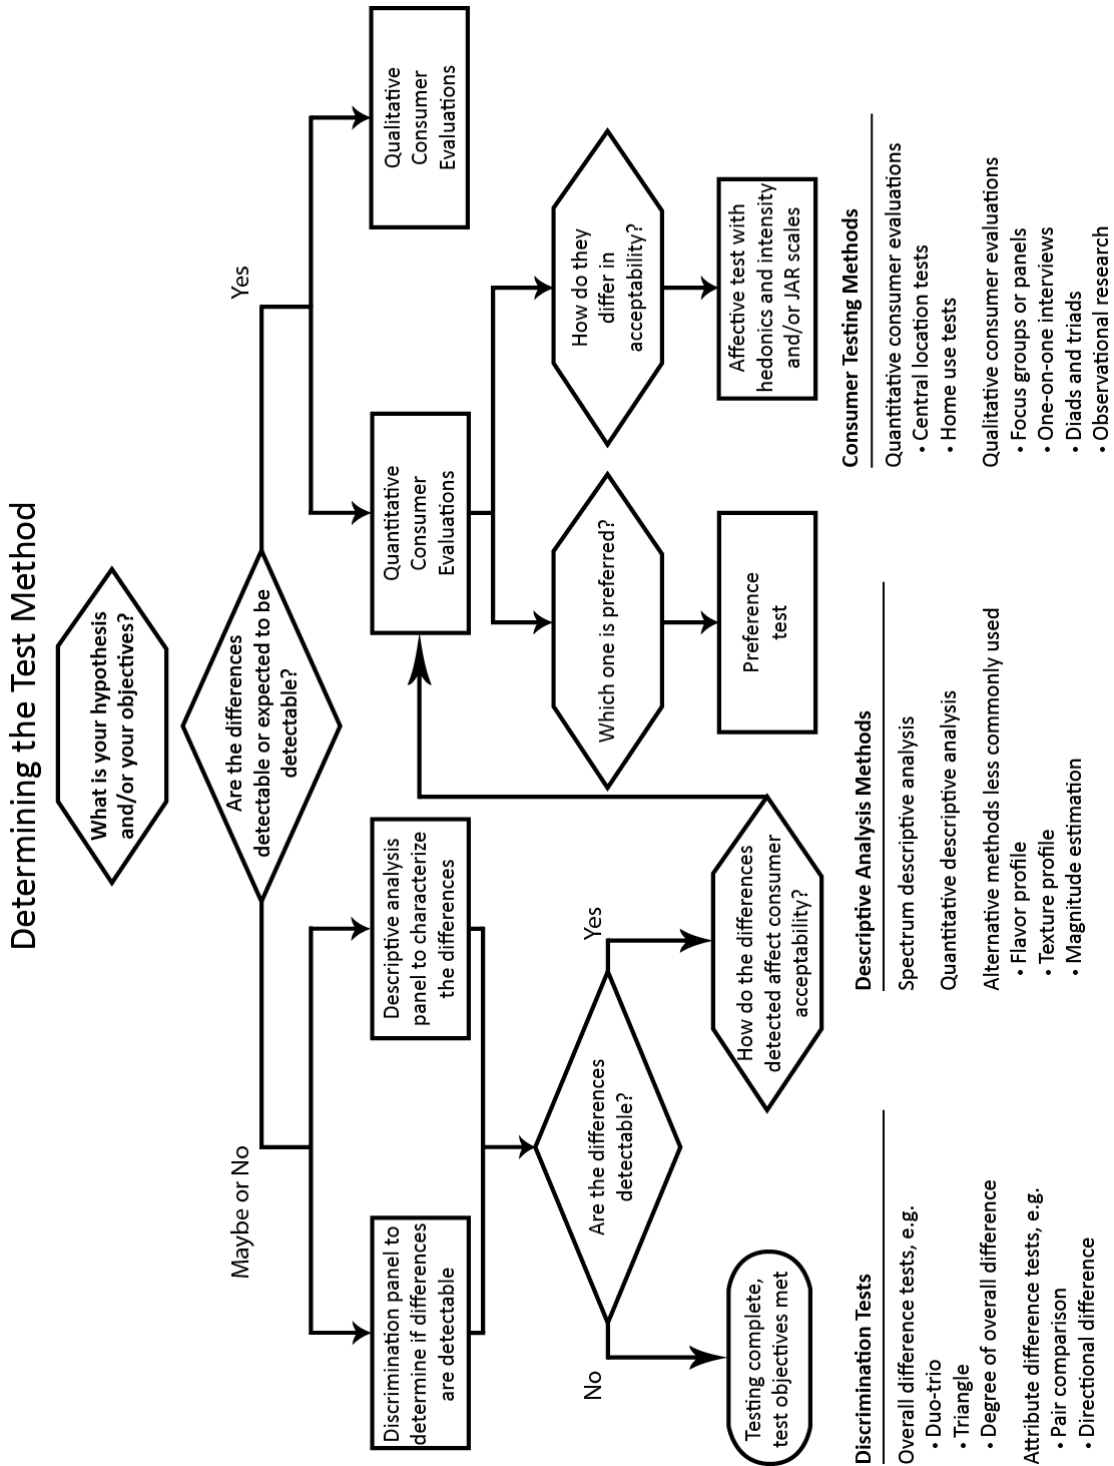 Determining the Test Method
What is your hypothesis
and/or your objectives?
Are the differences
detectable or expected to be
detectable?
Maybe or No
Yes
Discrimination panel to
determine if differences
are detectable
Descriptive analysis
panel to characterize
the differences
Quantitative
Consumer
Evaluations
Qualitative
Consumer
Evaluations
Are the differences
detectable?
No
Yes
Testing complete,
test objectives met
How do the differences
detected affect consumer
acceptability?
Which one is preferred?
How do they
differ in
acceptability?
Preference
test
Affective test with
hedonics and intensity
and/or JAR scales
Discrimination Tests
Overall difference tests, e.g.
• Duo-trio
• Triangle
• Degree of overall difference
Attribute difference tests, e.g.
• Pair comparison
• Directional difference
Descriptive Analysis Methods
Spectrum descriptive analysis
Quantitative descriptive analysis
Alternative methods less commonly used
• Flavor profile
• Texture profile
• Magnitude estimation
Consumer Testing Methods
Quantitative consumer evaluations
• Central location tests
• Home use tests
Qualitative consumer evaluations
• Focus groups or panels
• One-on-one interviews
• Diads and triads
• Observational research